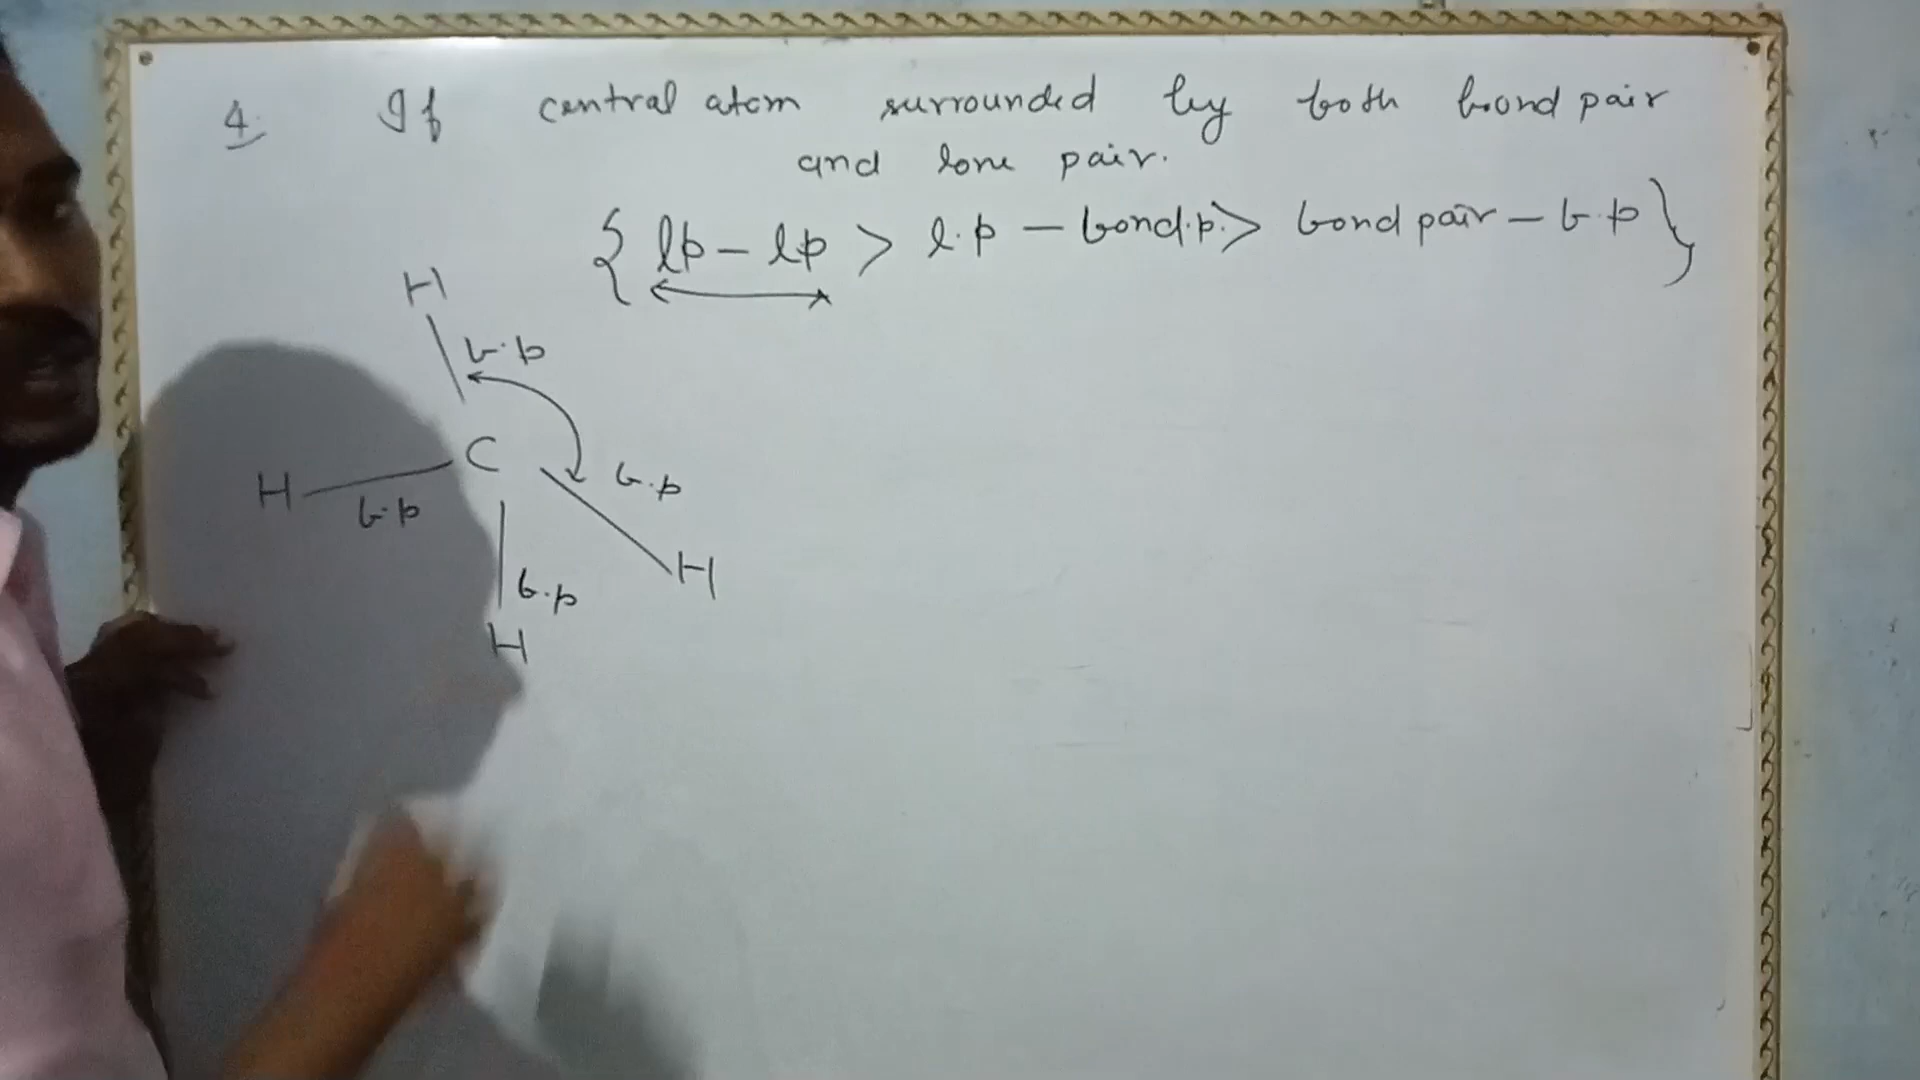 4. If central atom surrounded by both bond pair
and lone pair.
{ lp - lp > l.p - bond.p. > bond pair - b.p }
H
b.p
C
b.p
H
b.p
H
b.p
H